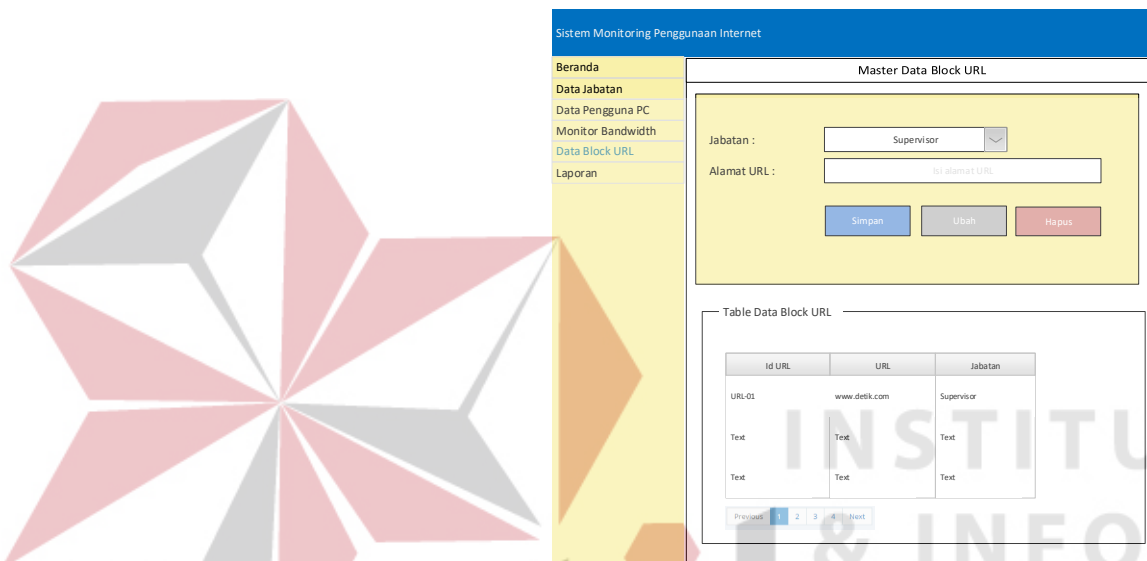 Sistem Monitoring Penggunaan Internet
Beranda
Data Jabatan
Data Pengguna PC
Monitor Bandwidth
Data Block URL
Laporan
Master Data Block URL
Jabatan :
Supervisor
Alamat URL :
Isi alamat URL
Simpan
Ubah
Hapus
Table Data Block URL
Id URL URL Jabatan
URL-01 www.detik.com Supervisor
Text Text Text
Text Text Text
Previous 1 2 3 4 Next
INSTITU
& INFO